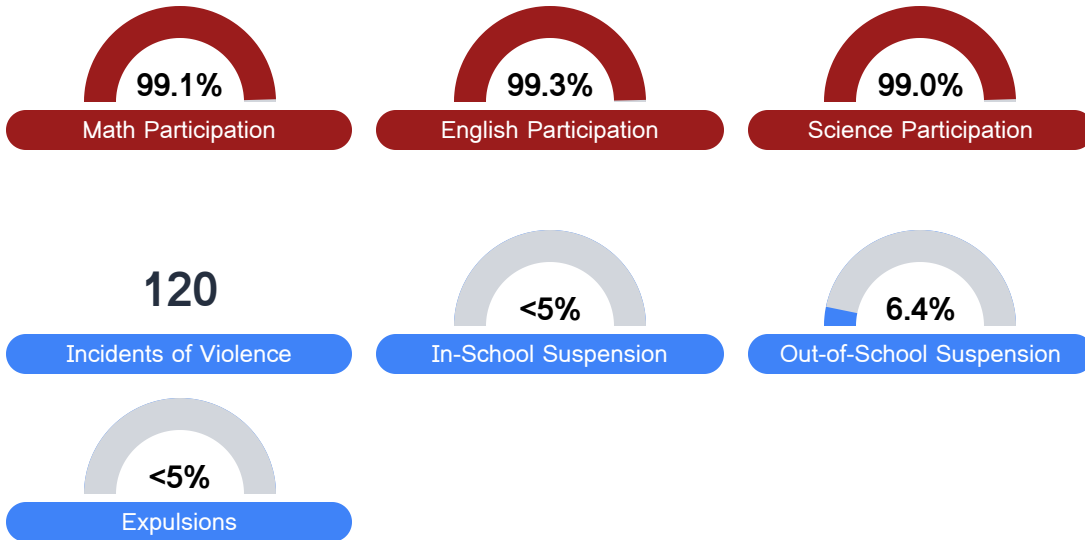 99.1%
99.3%
99.0%
Math Participation
English Participation
Science Participation
120
<5%
6.4%
Incidents of Violence
In-School Suspension
Out-of-School Suspension
<5%
Expulsions